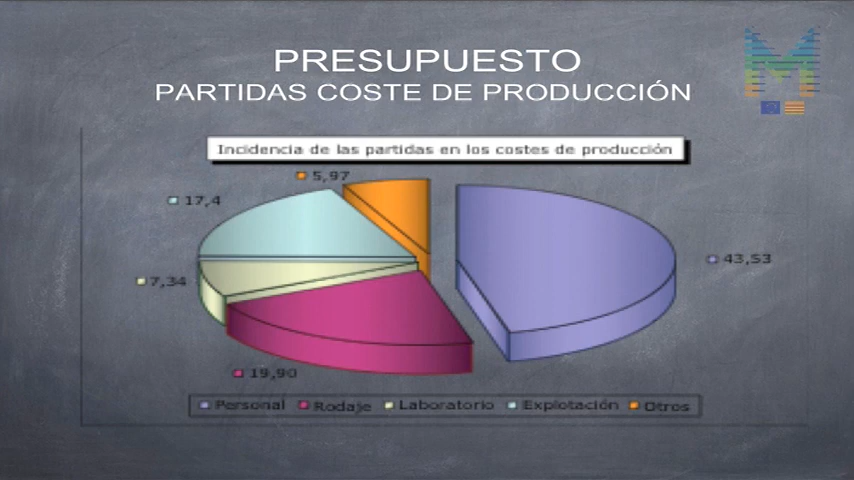 PRESUPUESTO
PARTIDAS COSTE DE PRODUCCIÓN
Incidencia de las partidas en los costes de producción
5,97
17,4
43,53
7,34
19,90
Personal Rodaje Laboratorio Explotación Otros